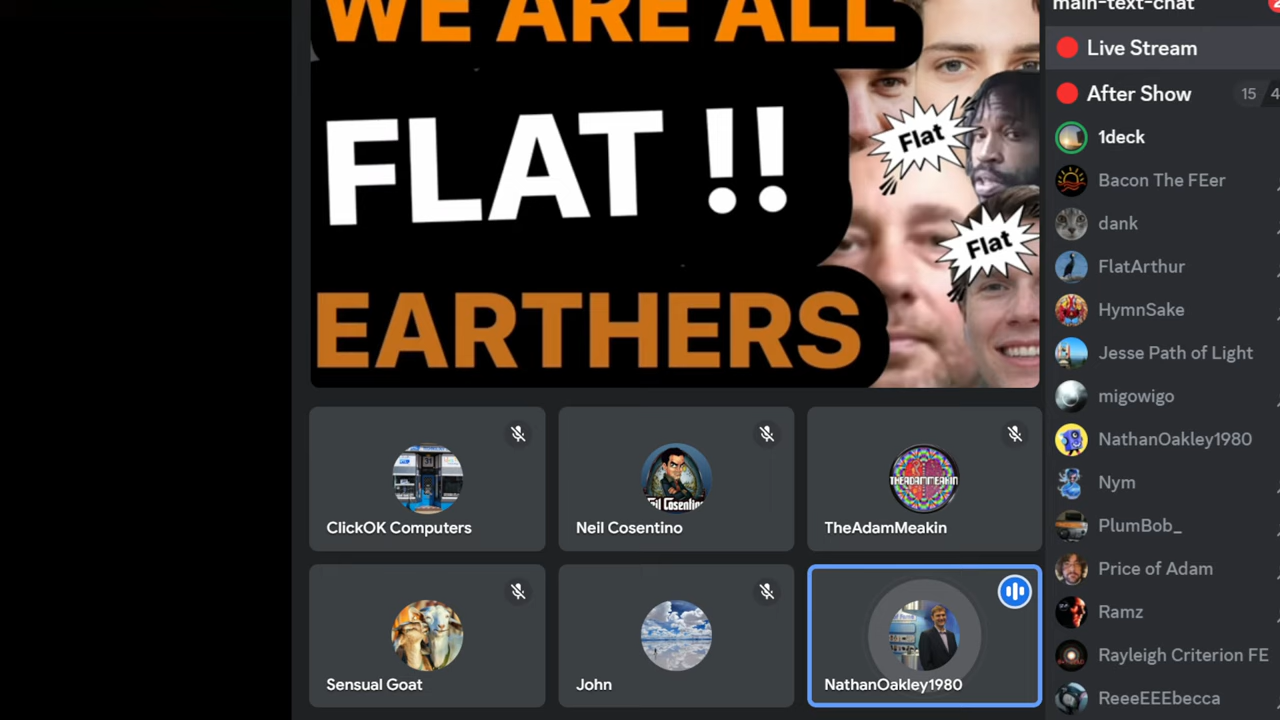 WE ARE ALL
FLAT !!
EARTHERS
Flat
Flat
ClickOK Computers
Neil Cosentino
TheAdamMeakin
THEADAMMEAKIN
Sensual Goat
John
NathanOakley1980
main-text-chat
Live Stream
After Show 15
1deck
Bacon The FEer
dank
FlatArthur
HymnSake
Jesse Path of Light
migowigo
NathanOakley1980
Nym
PlumBob_
Price of Adam
Ramz
Rayleigh Criterion FE
ReeeEEEbecca